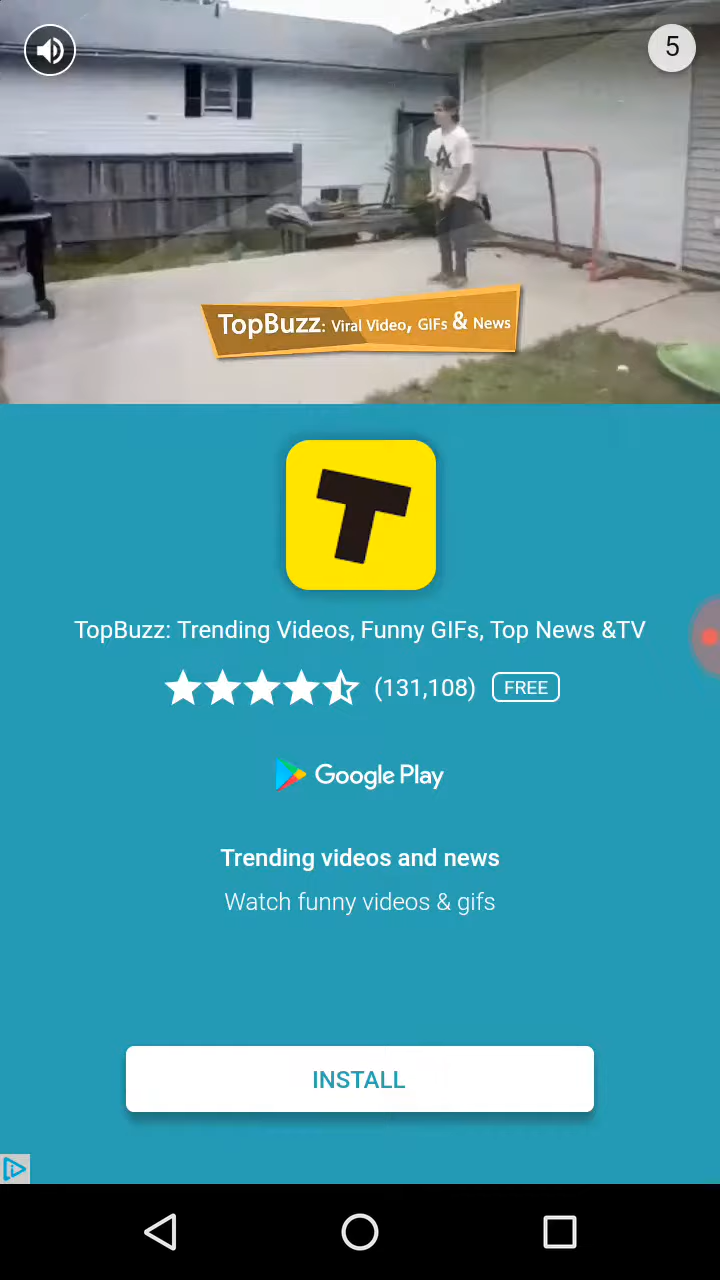 5
TopBuzz: Viral Video, GIFs & News
T
TopBuzz: Trending Videos, Funny GIFs, Top News &TV
(131,108) FREE
Google Play
Trending videos and news
Watch funny videos & gifs
INSTALL